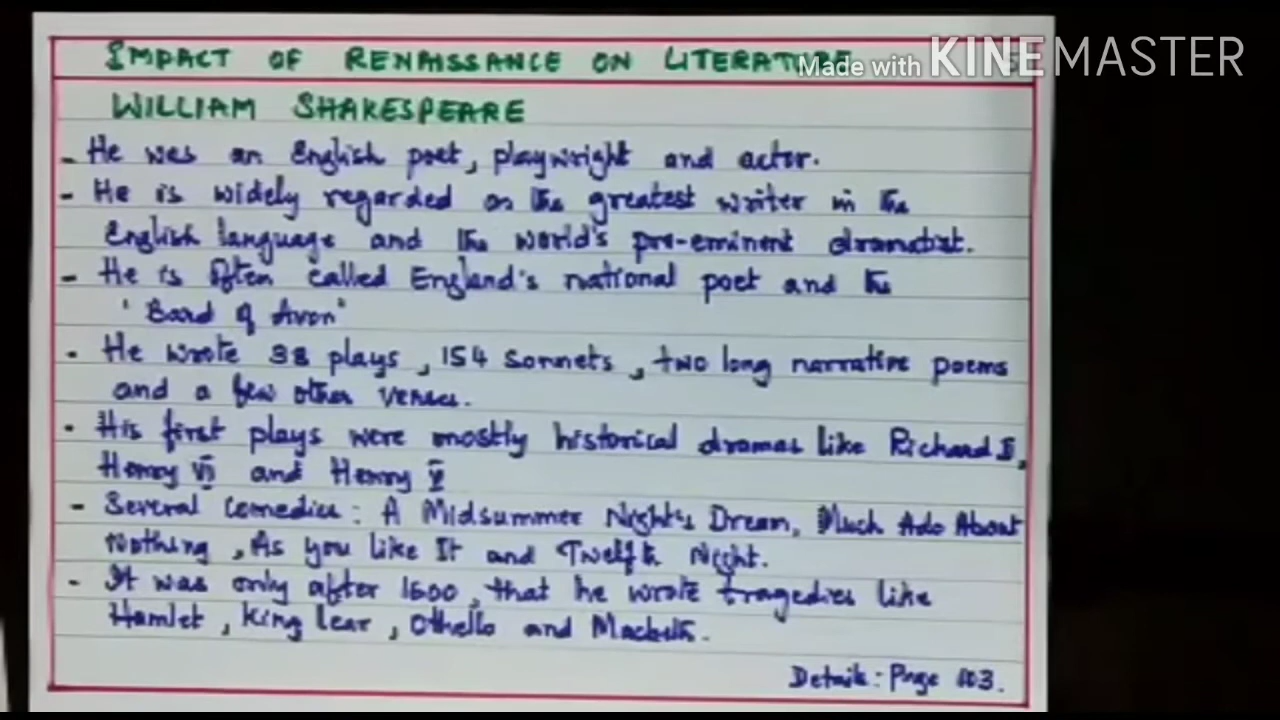 IMPACT OF RENAISSANCE ON LITERATURE
Made with KINEMASTER
WILLIAM SHAKESPEARE
- He was an English poet, playwright and actor.
- He is widely regarded as the greatest writer in the
English language and the world's pre-eminent dramatist.
- He is often called England's national poet and the
'Bard of Avon'
- He wrote 38 plays, 154 sonnets, two long narrative poems
and a few other verses.
- His first plays were mostly historical dramas like Richard II,
Henry VI and Henry V
- Several comedies: A Midsummer Night's Dream, Much Ado About
Nothing, As you like It and Twelfth Night.
- It was only after 1600, that he wrote tragedies like
Hamlet, King Lear, Othello and Macbeth.
Details: Page 103.